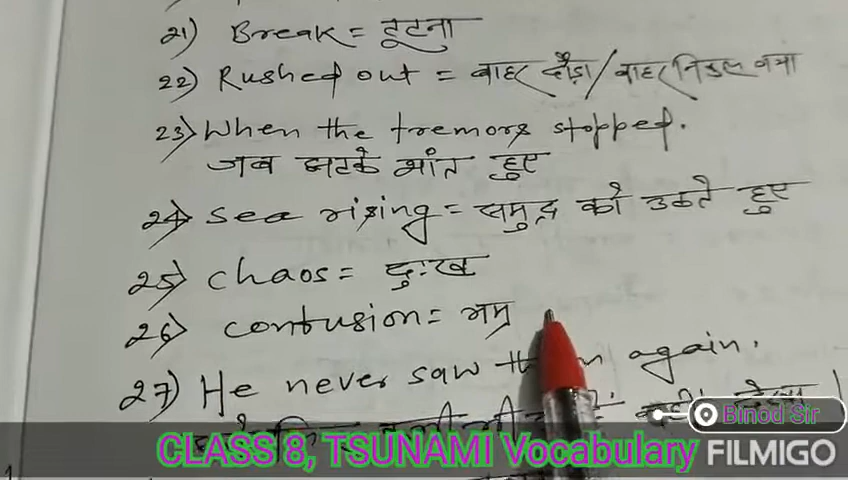 21) Break = टूटना
22) Rushed out = बाहर दौड़ा/बाहर निकल गया
23) When the tremors stopped.
जब झटके शांत हुए
24) sea rising = समुद्र को उठते हुए
25) chaos = दुःख
26) confusion = भ्रम
27) He never saw them again.
Binod Sir
CLASS 8, TSUNAMI Vocabulary FILMIGO